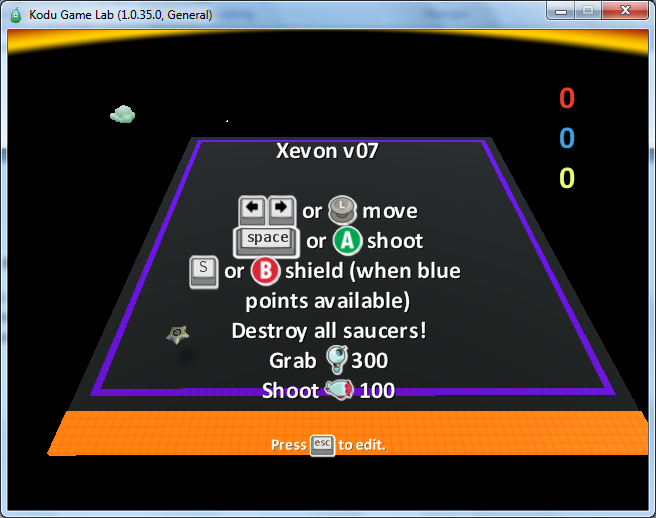 Kodu Game Lab (1.0.35.0, General)
0
0
0
Xevon v07
or L move
space or A shoot
S or B shield (when blue
points available)
Destroy all saucers!
Grab 300
Shoot 100
Press esc to edit.